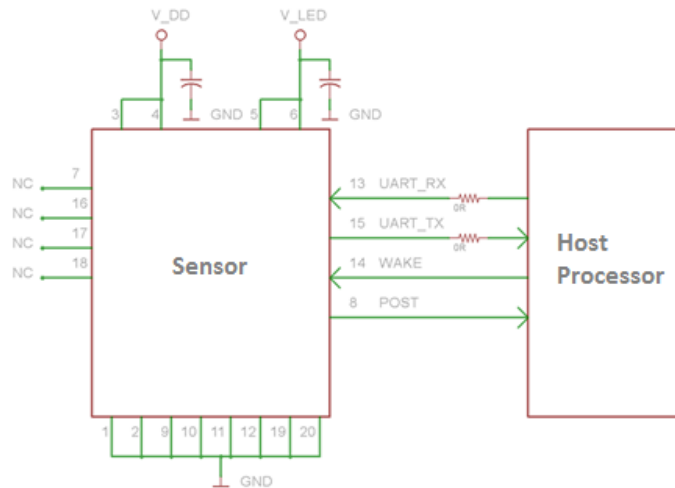 V_DD V_LED
3 4 GND 5 6 GND
7
NC
16
NC
17
NC
18
NC
Sensor
13 UART_RX
0R
15 UART_TX
0R
14 WAKE
8 POST
Host
Processor
1 2 9 10 11 12 19 20
GND